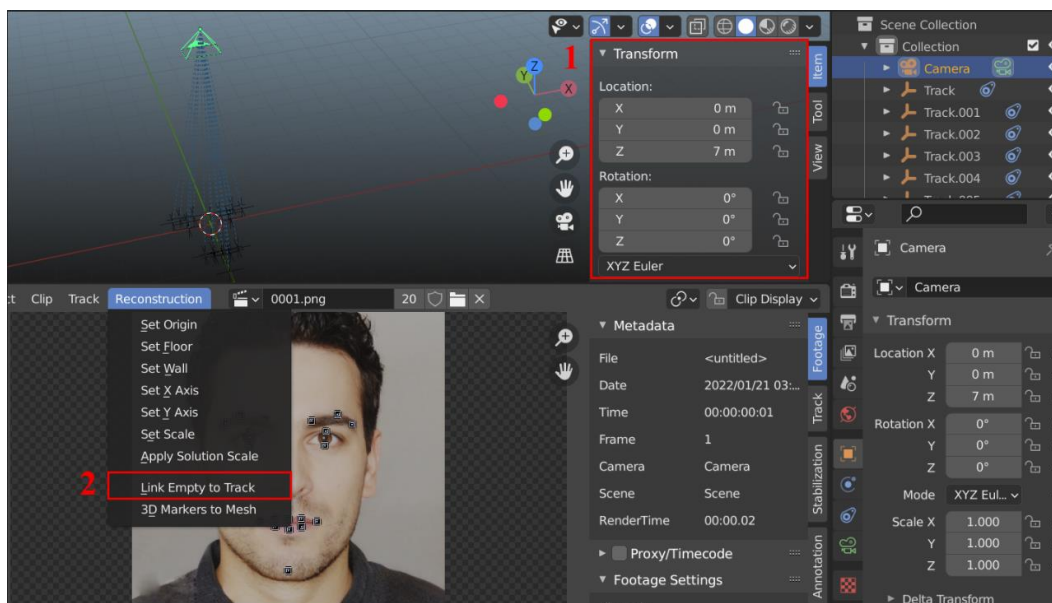 1
Transform
Location:
X 0 m
Y 0 m
Z 7 m
Rotation:
X 0°
Y 0°
Z 0°
XYZ Euler
Item
Tool
View
Z
Y
X
Scene Collection
Collection
Camera
Track
Track.001
Track.002
Track.003
Track.004
Camera
Camera
Transform
Location X 0 m
Y 0 m
Z 7 m
Rotation X 0°
Y 0°
Z 0°
Mode XYZ Eul...
Scale X 1.000
Y 1.000
Z 1.000
Delta Transform
Clip Track Reconstruction 0001.png 20 Clip Display
Set Origin
Set Floor
Set Wall
Set X Axis
Set Y Axis
Set Scale
Apply Solution Scale
2
Link Empty to Track
3D Markers to Mesh
Metadata
File <untitled>
Date 2022/01/21 03:...
Time 00:00:00:01
Frame 1
Camera Camera
Scene Scene
RenderTime 00:00.02
Proxy/Timecode
Footage Settings
Footage
Track
Stabilization
Annotation